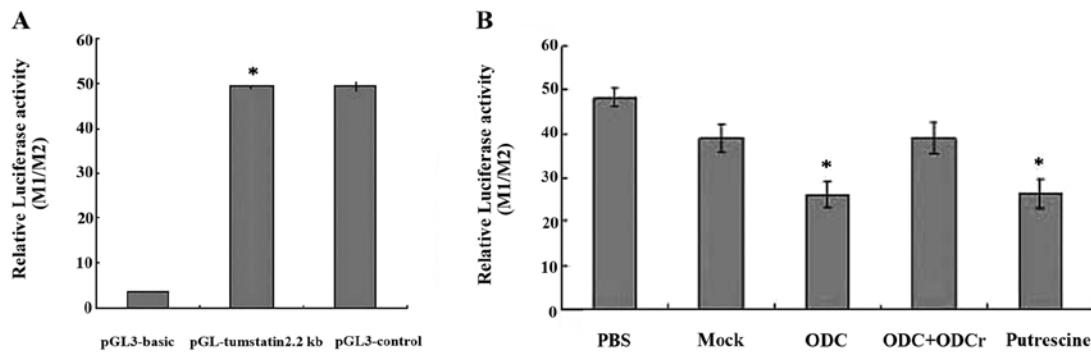 A
Relative Luciferase activity
(M1/M2)
60
50
40
30
20
10
0
*
pGL3-basic pGL-tumstatin2.2 kb pGL3-control
B
Relative Luciferase activity
(M1/M2)
60
50
40
30
20
10
0
* *
PBS Mock ODC ODC+ODCr Putrescine